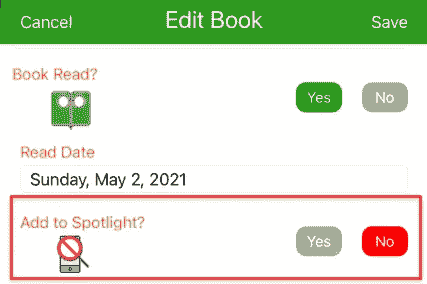 Cancel Edit Book Save
Book Read?
Yes No
Read Date
Sunday, May 2, 2021
Add to Spotlight?
Yes No